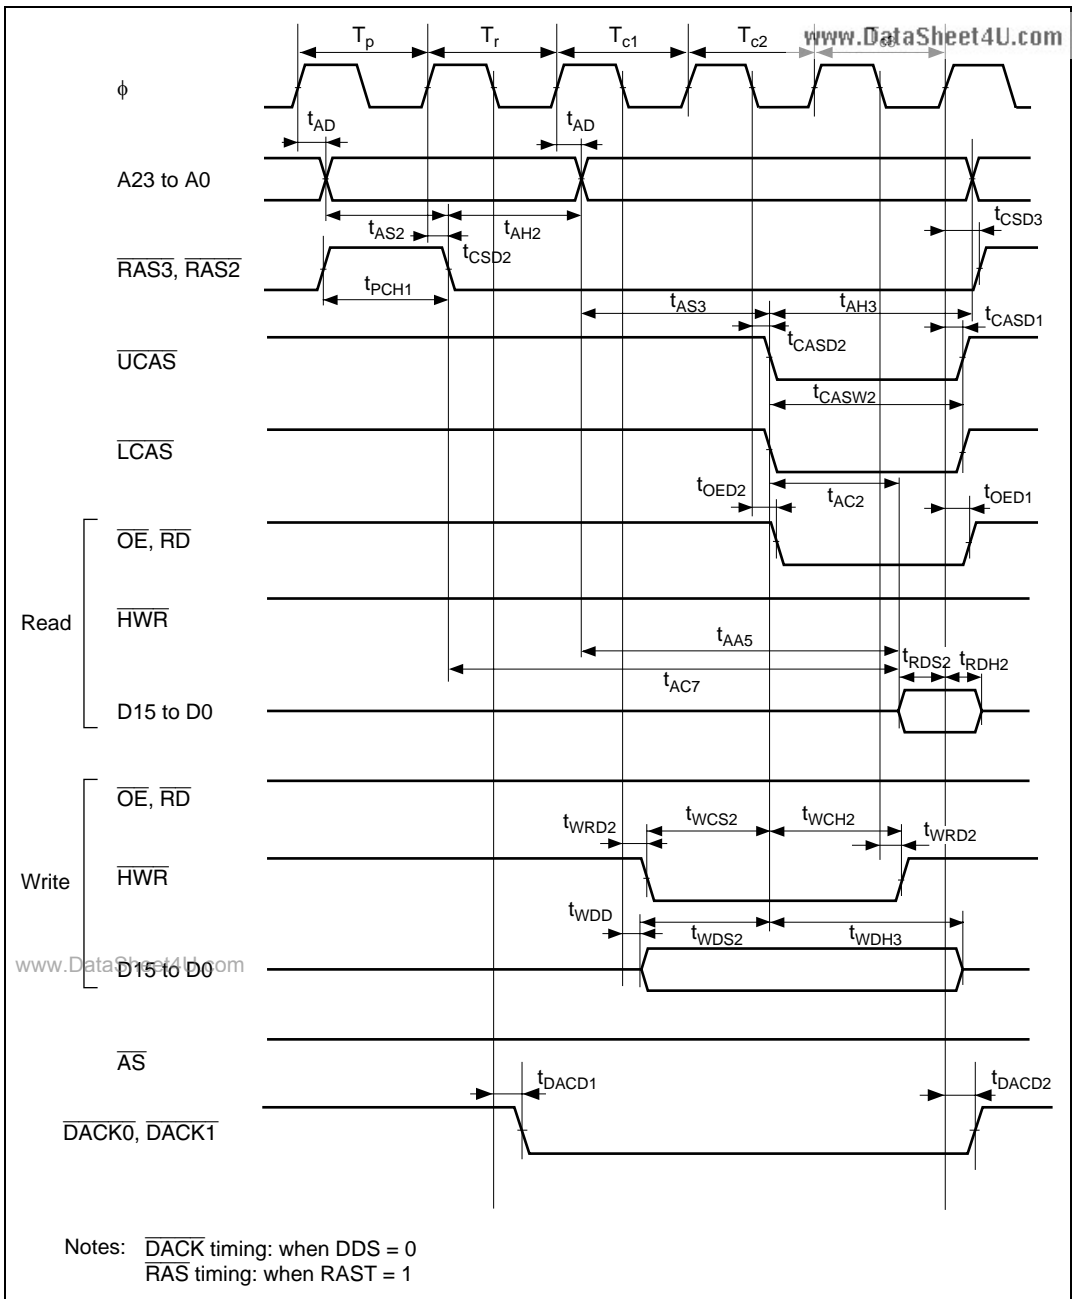 Tp Tr Tc1 Tc2 Tc3
www.DataSheet4U.com
φ
tAD tAD
A23 to A0
tAS2 tAH2 tCSD3
tCSD2
RAS3, RAS2
tPCH1
tAS3 tAH3
tCASD1
tCASD2
UCAS
tCASW2
LCAS
tOED2 tAC2 tOED1
OE, RD
Read
HWR
tAA5
tRDS2 tRDH2
tAC7
D15 to D0
OE, RD
tWRD2 tWCS2 tWCH2 tWRD2
Write
HWR
tWDD tWDS2 tWDH3
www.DataSheet4U.com
D15 to D0
AS
tDACD1 tDACD2
DACK0, DACK1
Notes: DACK timing: when DDS = 0
RAS timing: when RAST = 1